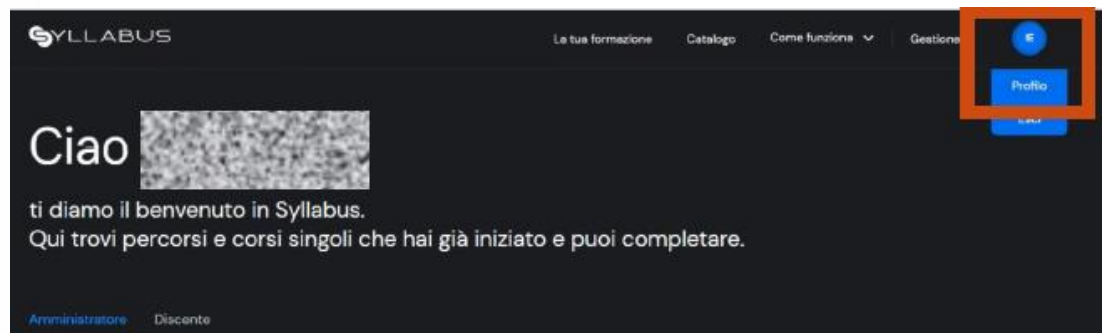 SYLLABUS
La tua formazione Catalogo Come funziona Gestione IE
Profilo
Ciao
ti diamo il benvenuto in Syllabus.
Qui trovi percorsi e corsi singoli che hai già iniziato e puoi completare.
Amministratore Discente